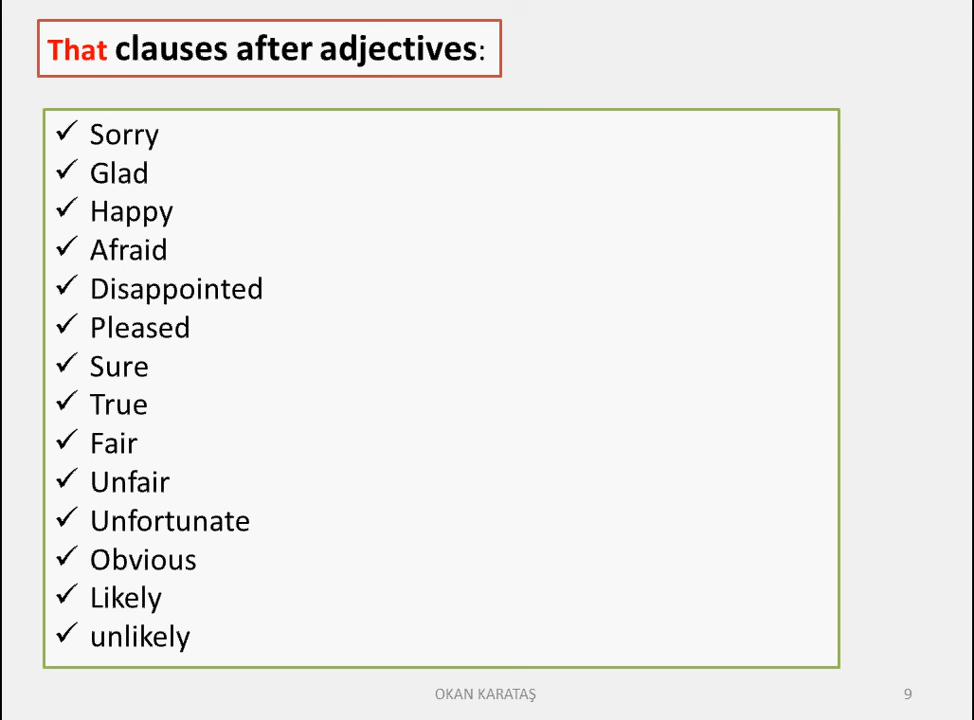 That clauses after adjectives:
✓ Sorry
✓ Glad
✓ Happy
✓ Afraid
✓ Disappointed
✓ Pleased
✓ Sure
✓ True
✓ Fair
✓ Unfair
✓ Unfortunate
✓ Obvious
✓ Likely
✓ unlikely
OKAN KARATAŞ
9